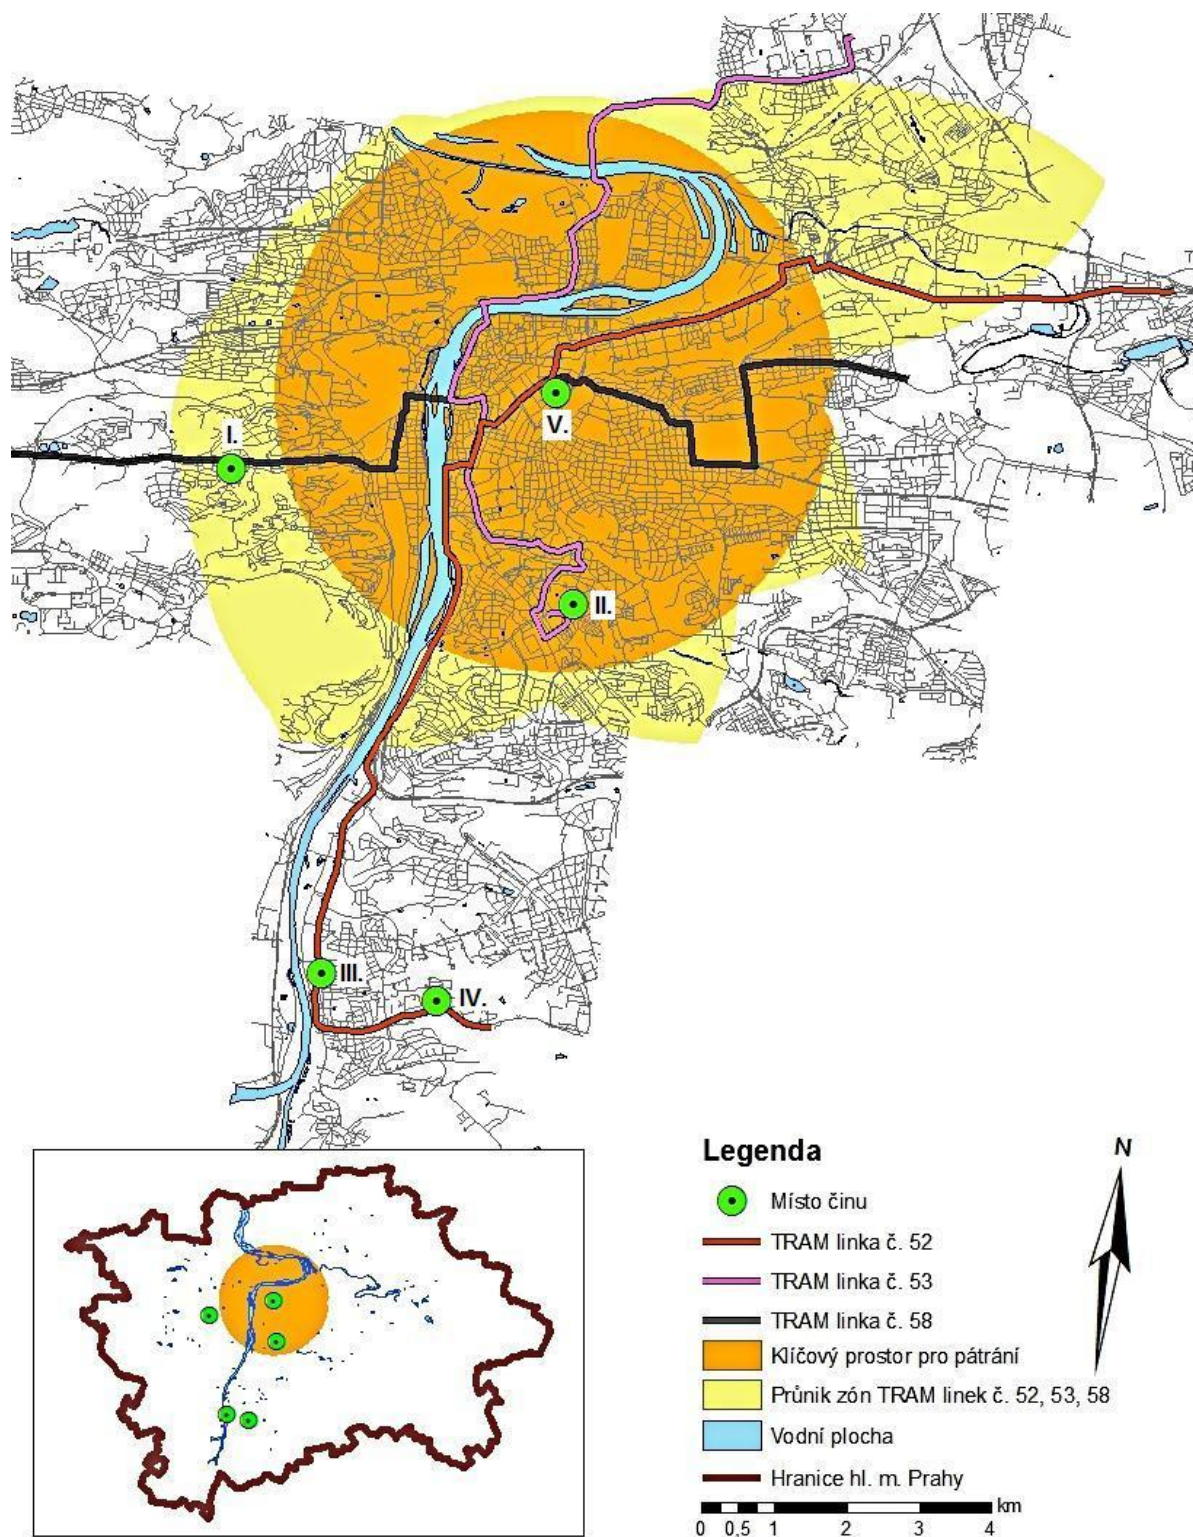 I.
V.
II.
III.
IV.
Legenda
N
Místo činu
TRAM linka č. 52
TRAM linka č. 53
TRAM linka č. 58
Klíčový prostor pro pátrání
Průnik zón TRAM linek č. 52, 53, 58
Vodní plocha
Hranice hl. m. Prahy
km
0 0.5 1 2 3 4